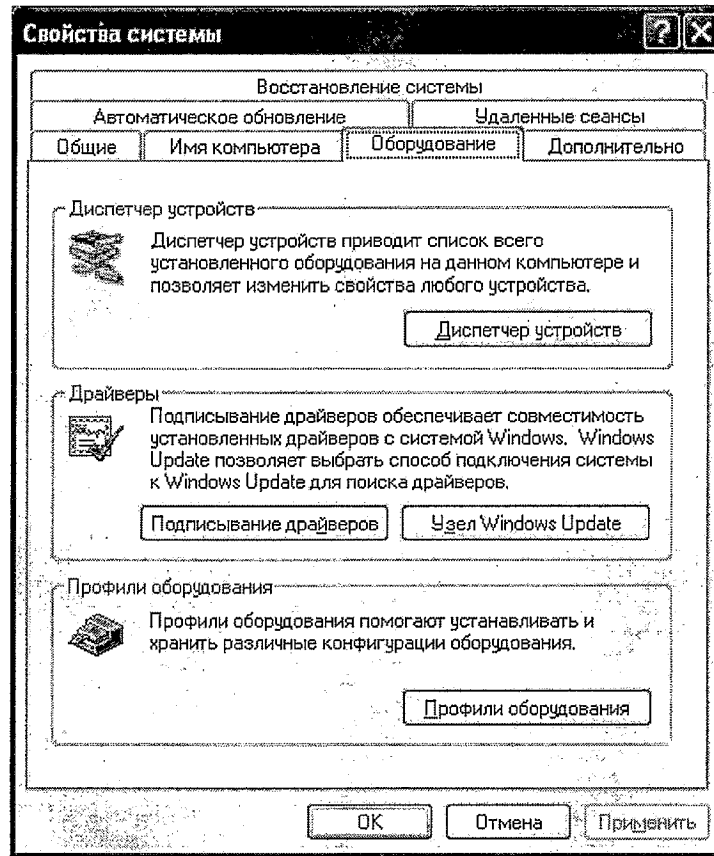 Свойства системы
Восстановление системы
Автоматическое обновление Удаленные сеансы
Общие Имя компьютера Оборудование Дополнительно
Диспетчер устройств
Диспетчер устройств приводит список всего
установленного оборудования на данном компьютере и
позволяет изменить свойства любого устройства.
Диспетчер устройств
Драйверы
Подписывание драйверов обеспечивает совместимость
установленных драйверов с системой Windows. Windows
Update позволяет выбрать способ подключения системы
к Windows Update для поиска драйверов.
Подписывание драйверов Узел Windows Update
Профили оборудования
Профили оборудования помогают устанавливать и
хранить различные конфигурации оборудования.
Профили оборудования
OK Отмена Применить